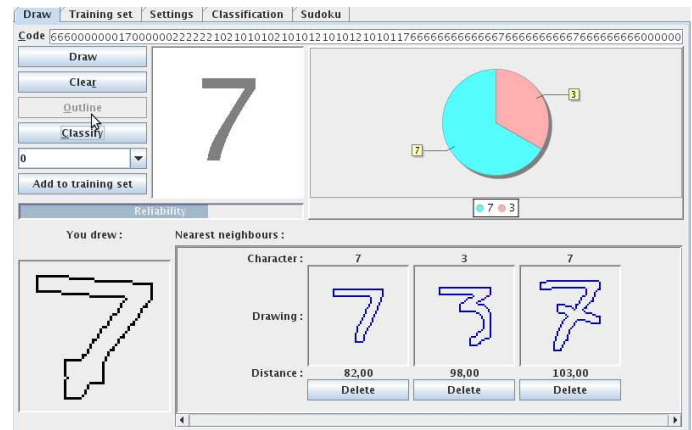 Draw Training set Settings Classification Sudoku
Code 6660000000170000002222221021010102101012101012101011766666666666667666666666666766666666666000000
Draw
Clear
Outline
Classify
0
Add to training set
Reliability
7
3
7
7 3
You drew :
Nearest neighbours :
Character : 7 3 7
Drawing :
Distance : 82,00 98,00 103,00
Delete Delete Delete